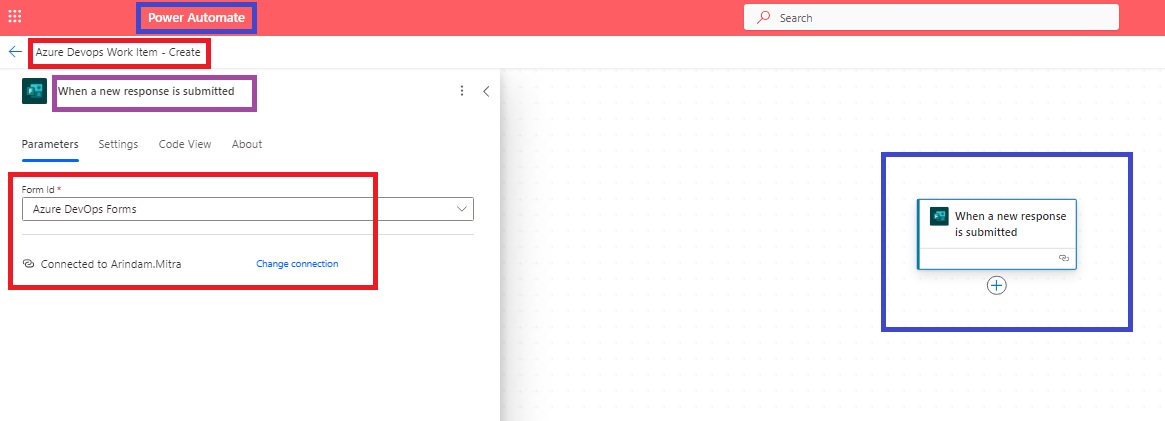 Power Automate
Search
Azure Devops Work Item - Create
When a new response is submitted
Parameters Settings Code View About
Form Id *
Azure DevOps Forms
Connected to Arindam.Mitra Change connection
When a new response
is submitted